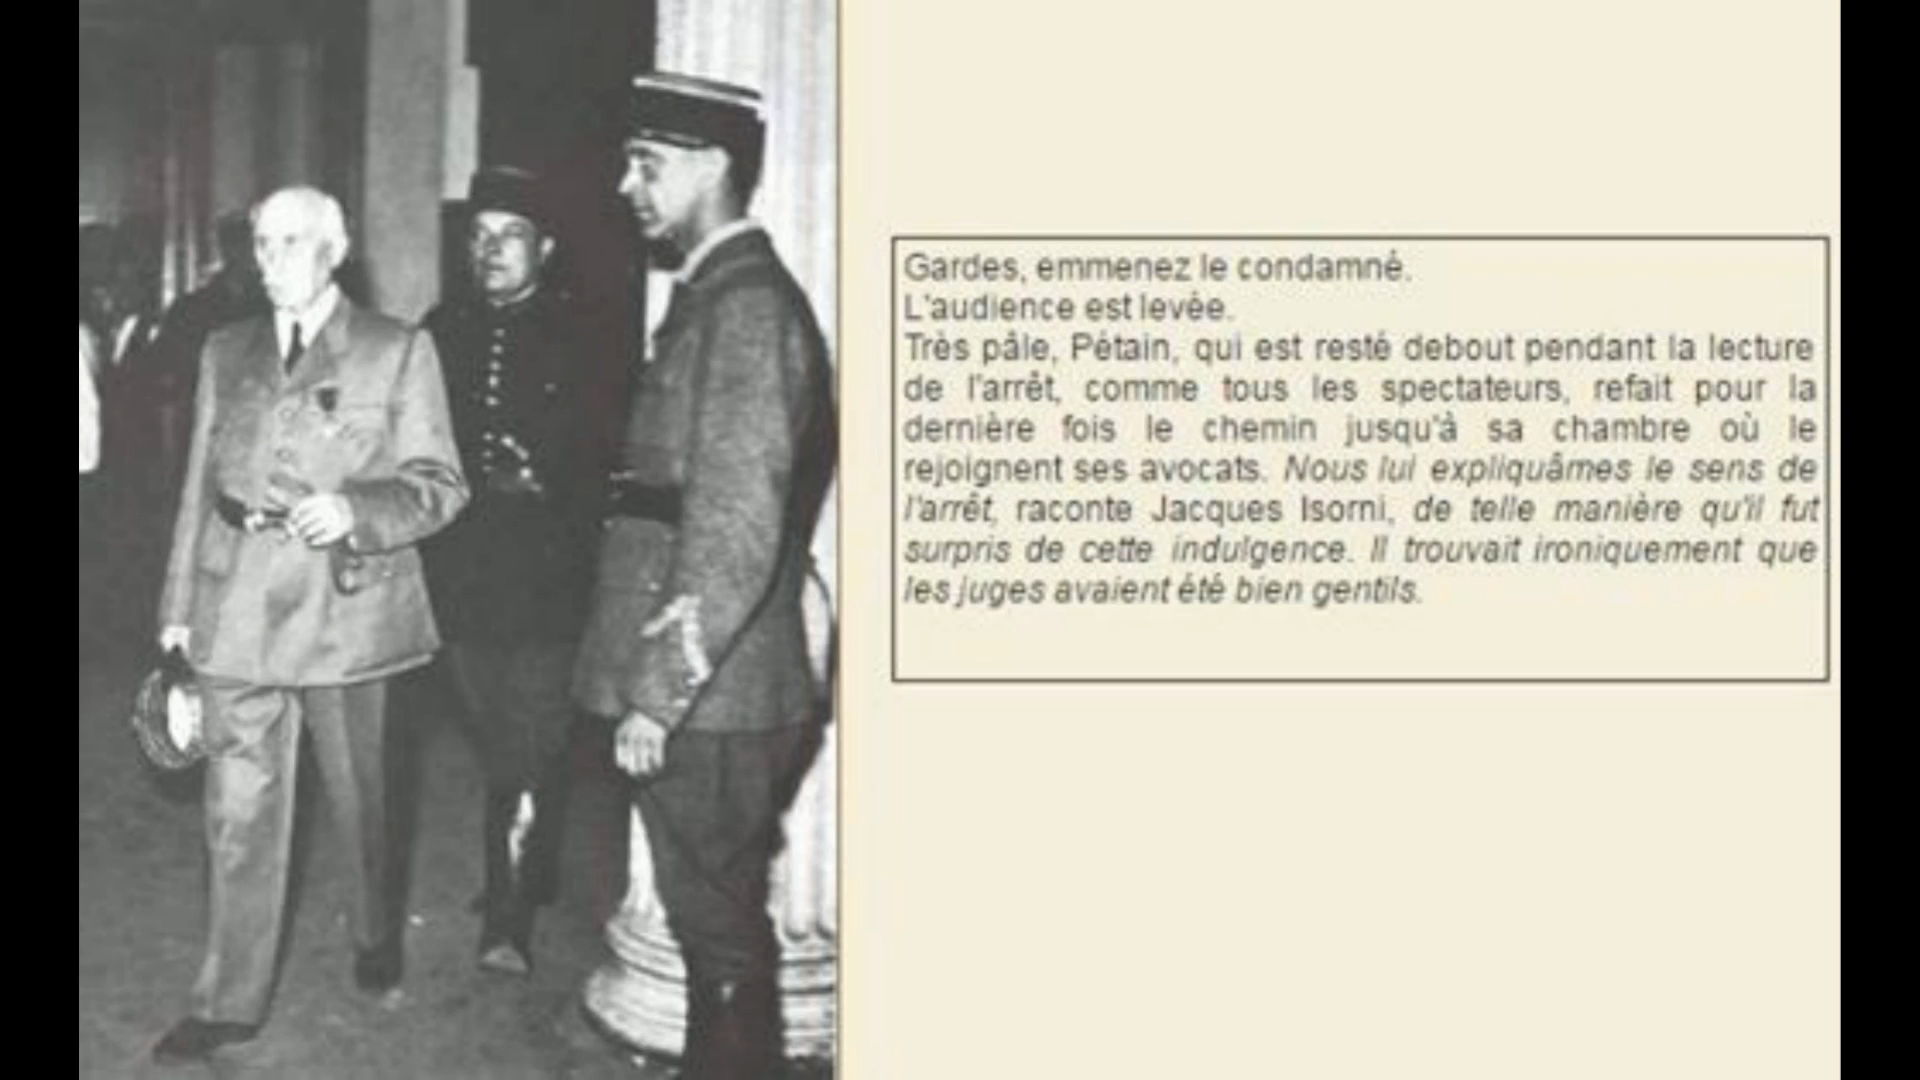 Gardes, emmenez le condamné.
L'audience est levée.
Très pâle, Pétain, qui est resté debout pendant la lecture
de l'arrêt, comme tous les spectateurs, refait pour la
dernière fois le chemin jusqu'à sa chambre où le
rejoignent ses avocats. Nous lui expliquâmes le sens de
l'arrêt, raconte Jacques Isorni, de telle manière qu'il fut
surpris de cette indulgence. Il trouvait ironiquement que
les juges avaient été bien gentils.